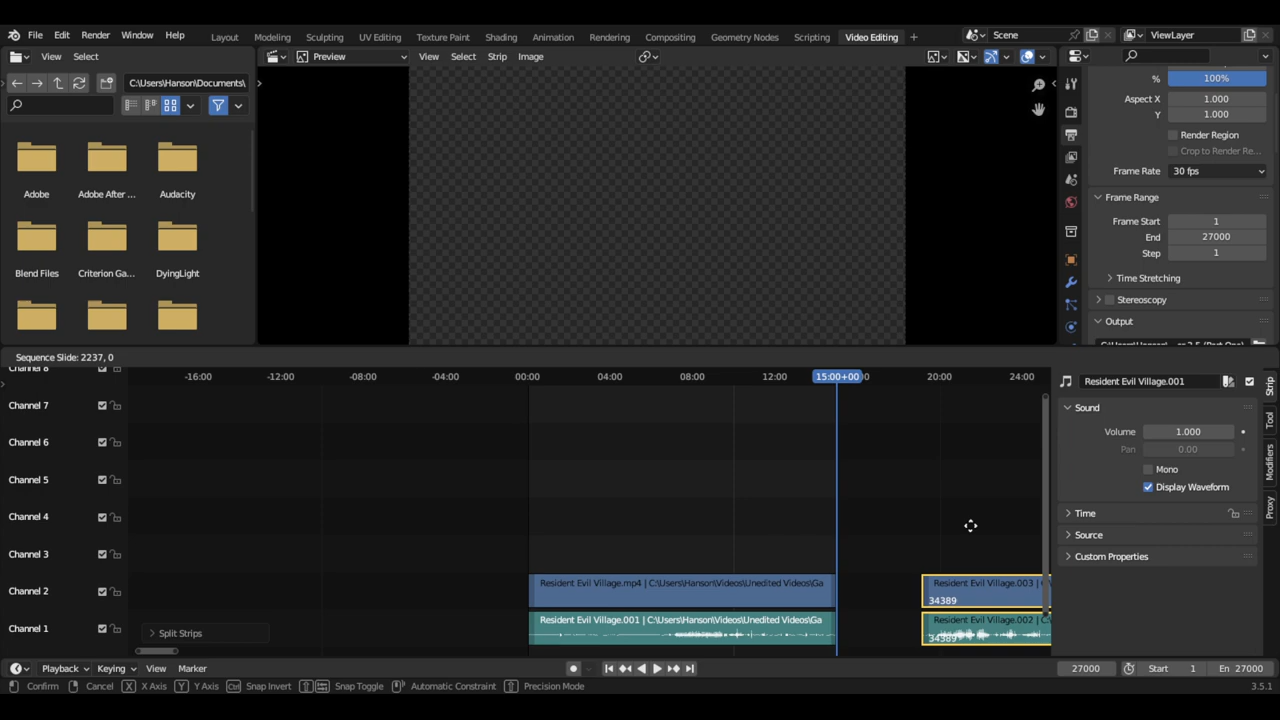 File Edit Render Window Help Layout Modeling Sculpting UV Editing Texture Paint Shading Animation Rendering Compositing Geometry Nodes Scripting Video Editing + Scene ViewLayer
View Select Preview View Select Strip Image
C:\Users\Hanson\Documents\
% 100%
Aspect X 1.000
Y 1.000
Render Region
Crop to Render Re...
Frame Rate 30 fps
Adobe Adobe After ... Audacity
Frame Range
Frame Start 1
End 27000
Step 1
Blend Files Criterion Ga... DyingLight
Time Stretching
Stereoscopy
Output
Sequence Slide: 2237, 0
-16:00 -12:00 -08:00 -04:00 00:00 04:00 08:00 12:00 15:00+00 20:00 24:00
Channel 8
Channel 7
Channel 6
Channel 5
Channel 4
Channel 3
Channel 2
Channel 1
Resident Evil Village.mp4 | C:\Users\Hanson\Videos\Unedited Videos\Ga
Resident Evil Village.003 | C
34389
Resident Evil Village.001 | C:\Users\Hanson\Videos\Unedited Videos\Ga
Resident Evil Village.002 | C:\
34389
Split Strips
Resident Evil Village.001
Sound
Volume 1.000
Pan 0.00
Mono
Display Waveform
Time
Source
Custom Properties
Strip
Tool
Modifiers
Proxy
Playback Keying View Marker 27000 Start 1 En 27000
Confirm Cancel X X Axis Y Y Axis Ctrl Snap Invert Snap Toggle Automatic Constraint Precision Mode 3.5.1